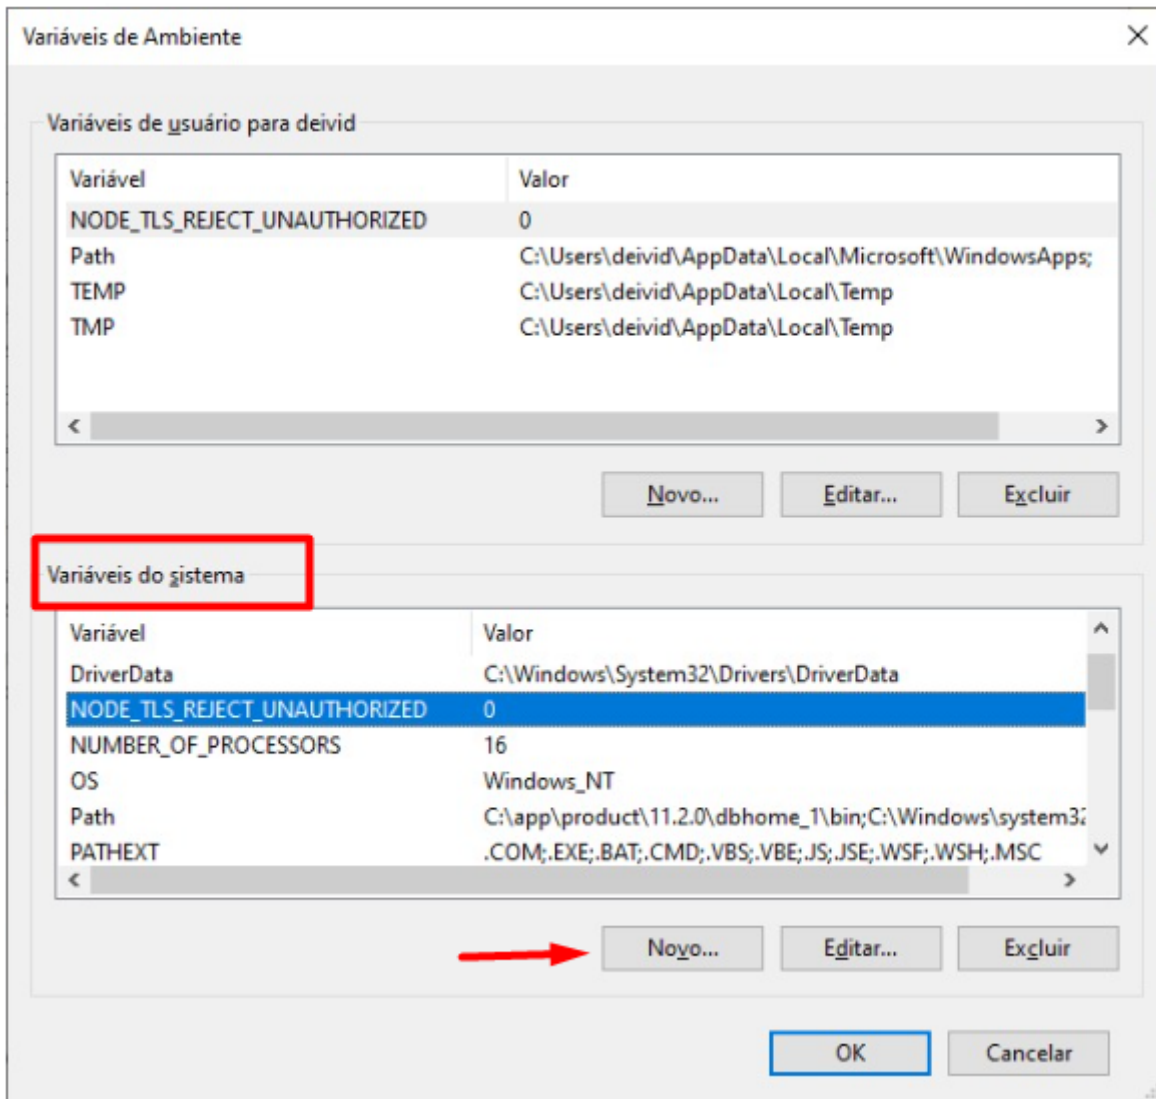 Variáveis de Ambiente
Variáveis de usuário para deivid
Variável Valor
NODE_TLS_REJECT_UNAUTHORIZED 0
Path C:\Users\deivid\AppData\Local\Microsoft\WindowsApps;
TEMP C:\Users\deivid\AppData\Local\Temp
TMP C:\Users\deivid\AppData\Local\Temp
Novo... Editar... Excluir
Variáveis do sistema
Variável Valor
DriverData C:\Windows\System32\Drivers\DriverData
NODE_TLS_REJECT_UNAUTHORIZED 0
NUMBER_OF_PROCESSORS 16
OS Windows_NT
Path C:\app\product\11.2.0\dbhome_1\bin;C:\Windows\system32
PATHEXT .COM;.EXE;.BAT;.CMD;.VBS;.VBE;.JS;.JSE;.WSF;.WSH;.MSC
Novo... Editar... Excluir
OK Cancelar